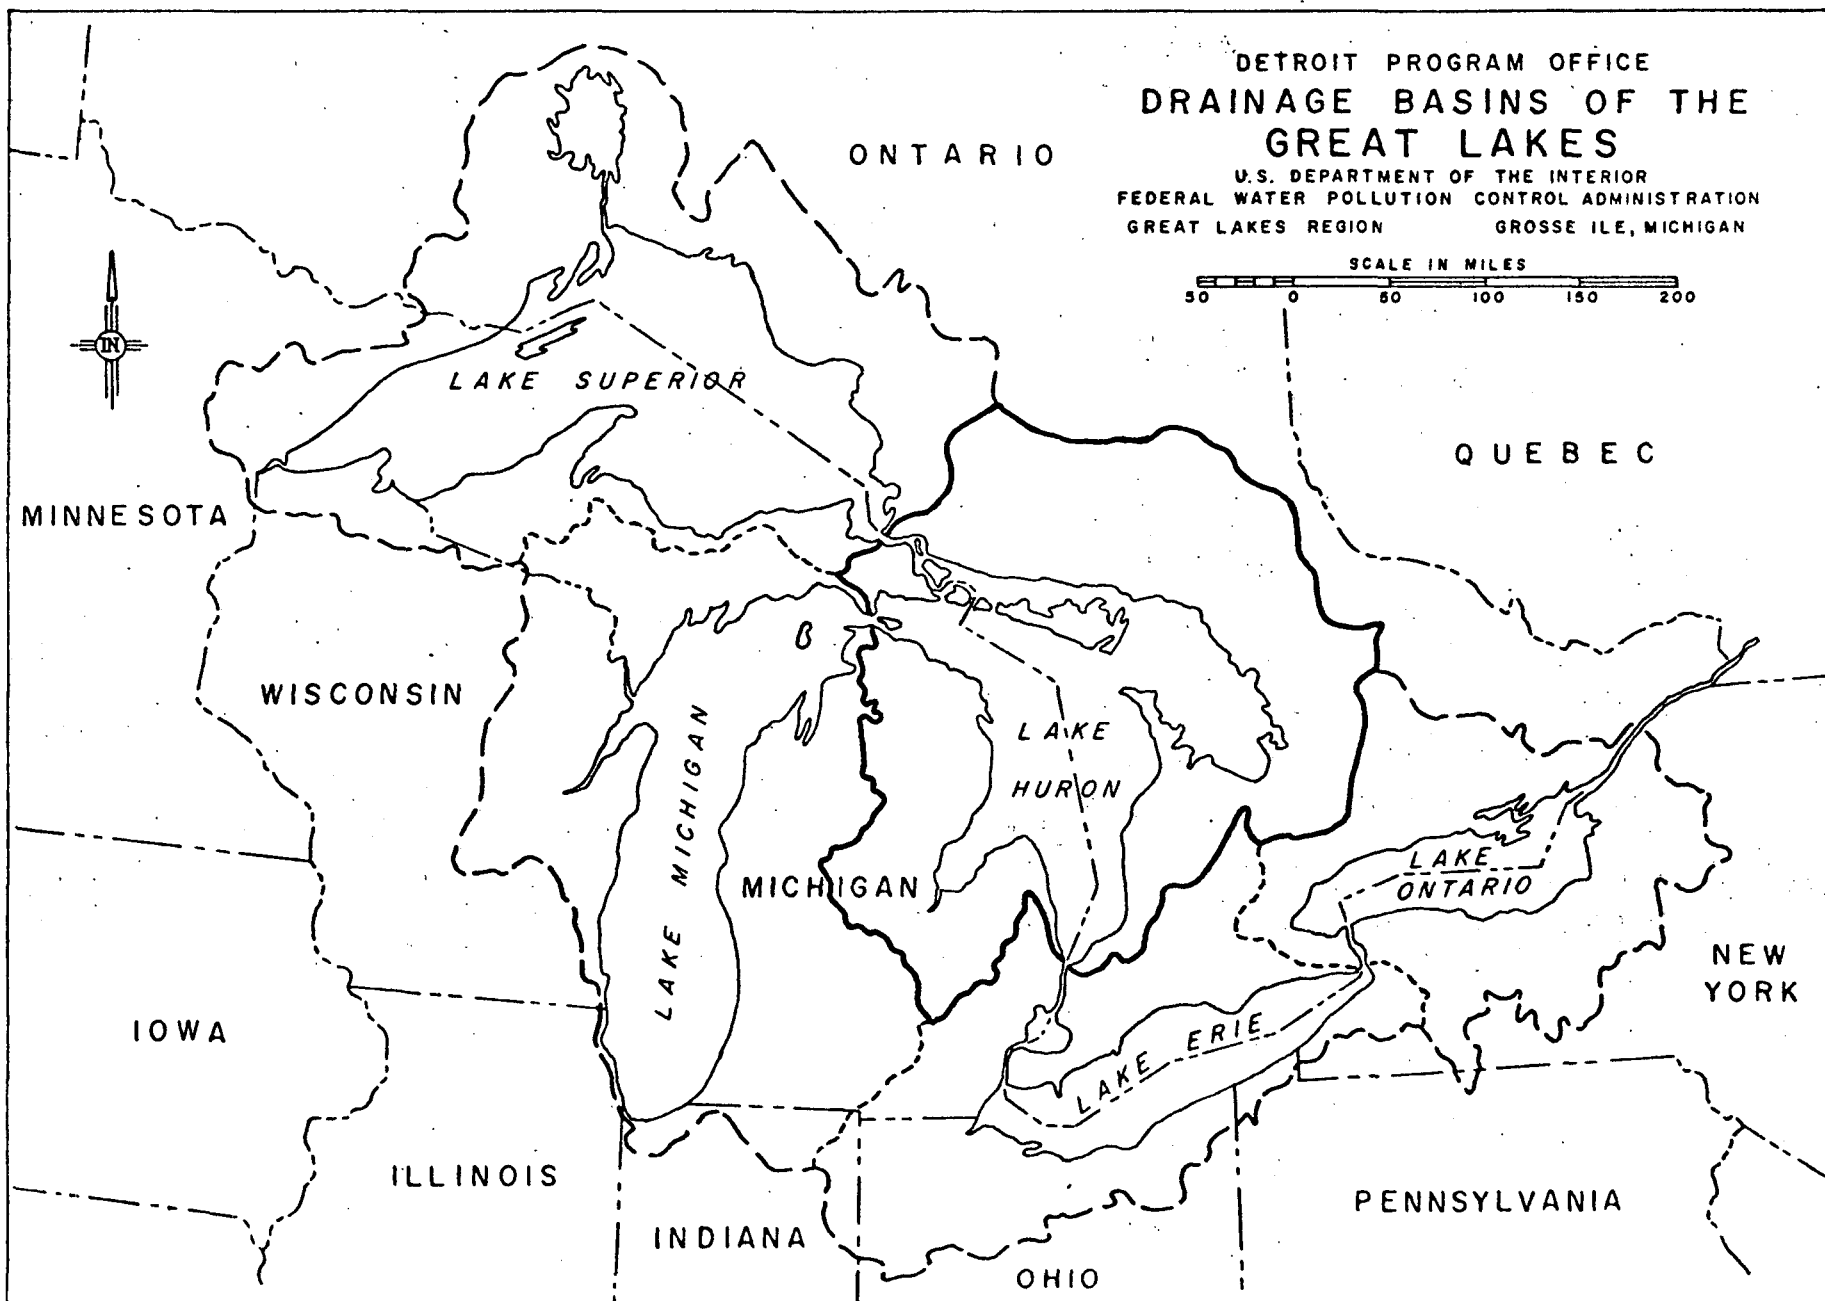 DETROIT PROGRAM OFFICE
DRAINAGE BASINS OF THE
GREAT LAKES
U.S. DEPARTMENT OF THE INTERIOR
FEDERAL WATER POLLUTION CONTROL ADMINISTRATION
GREAT LAKES REGION GROSSE ILE, MICHIGAN
SCALE IN MILES
50 0 50 100 150 200
ONTARIO
IN
LAKE SUPERIOR
QUEBEC
MINNESOTA
WISCONSIN
LAKE MICHIGAN
LAKE
HURON
MICHIGAN
LAKE
ONTARIO
NEW
YORK
IOWA
LAKE ERIE
ILLINOIS
INDIANA
OHIO
PENNSYLVANIA